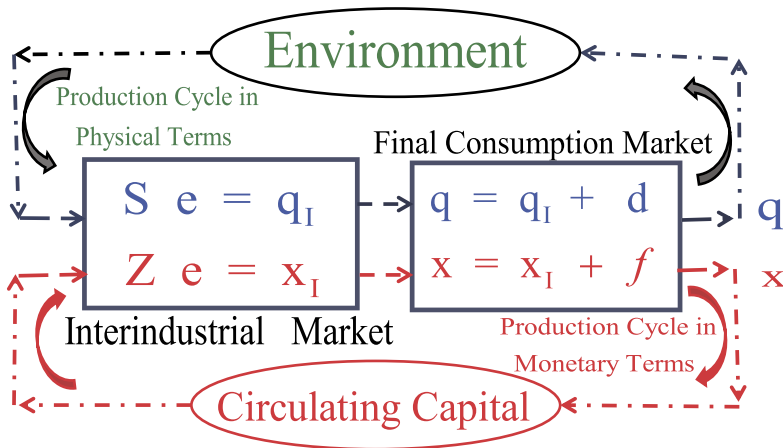 Environment
Production Cycle in
Physical Terms
Final Consumption Market
S e = q_I
q = q_I + d
q
Z e = x_I
x = x_I + f
x
Interindustrial Market
Production Cycle in
Monetary Terms
Circulating Capital